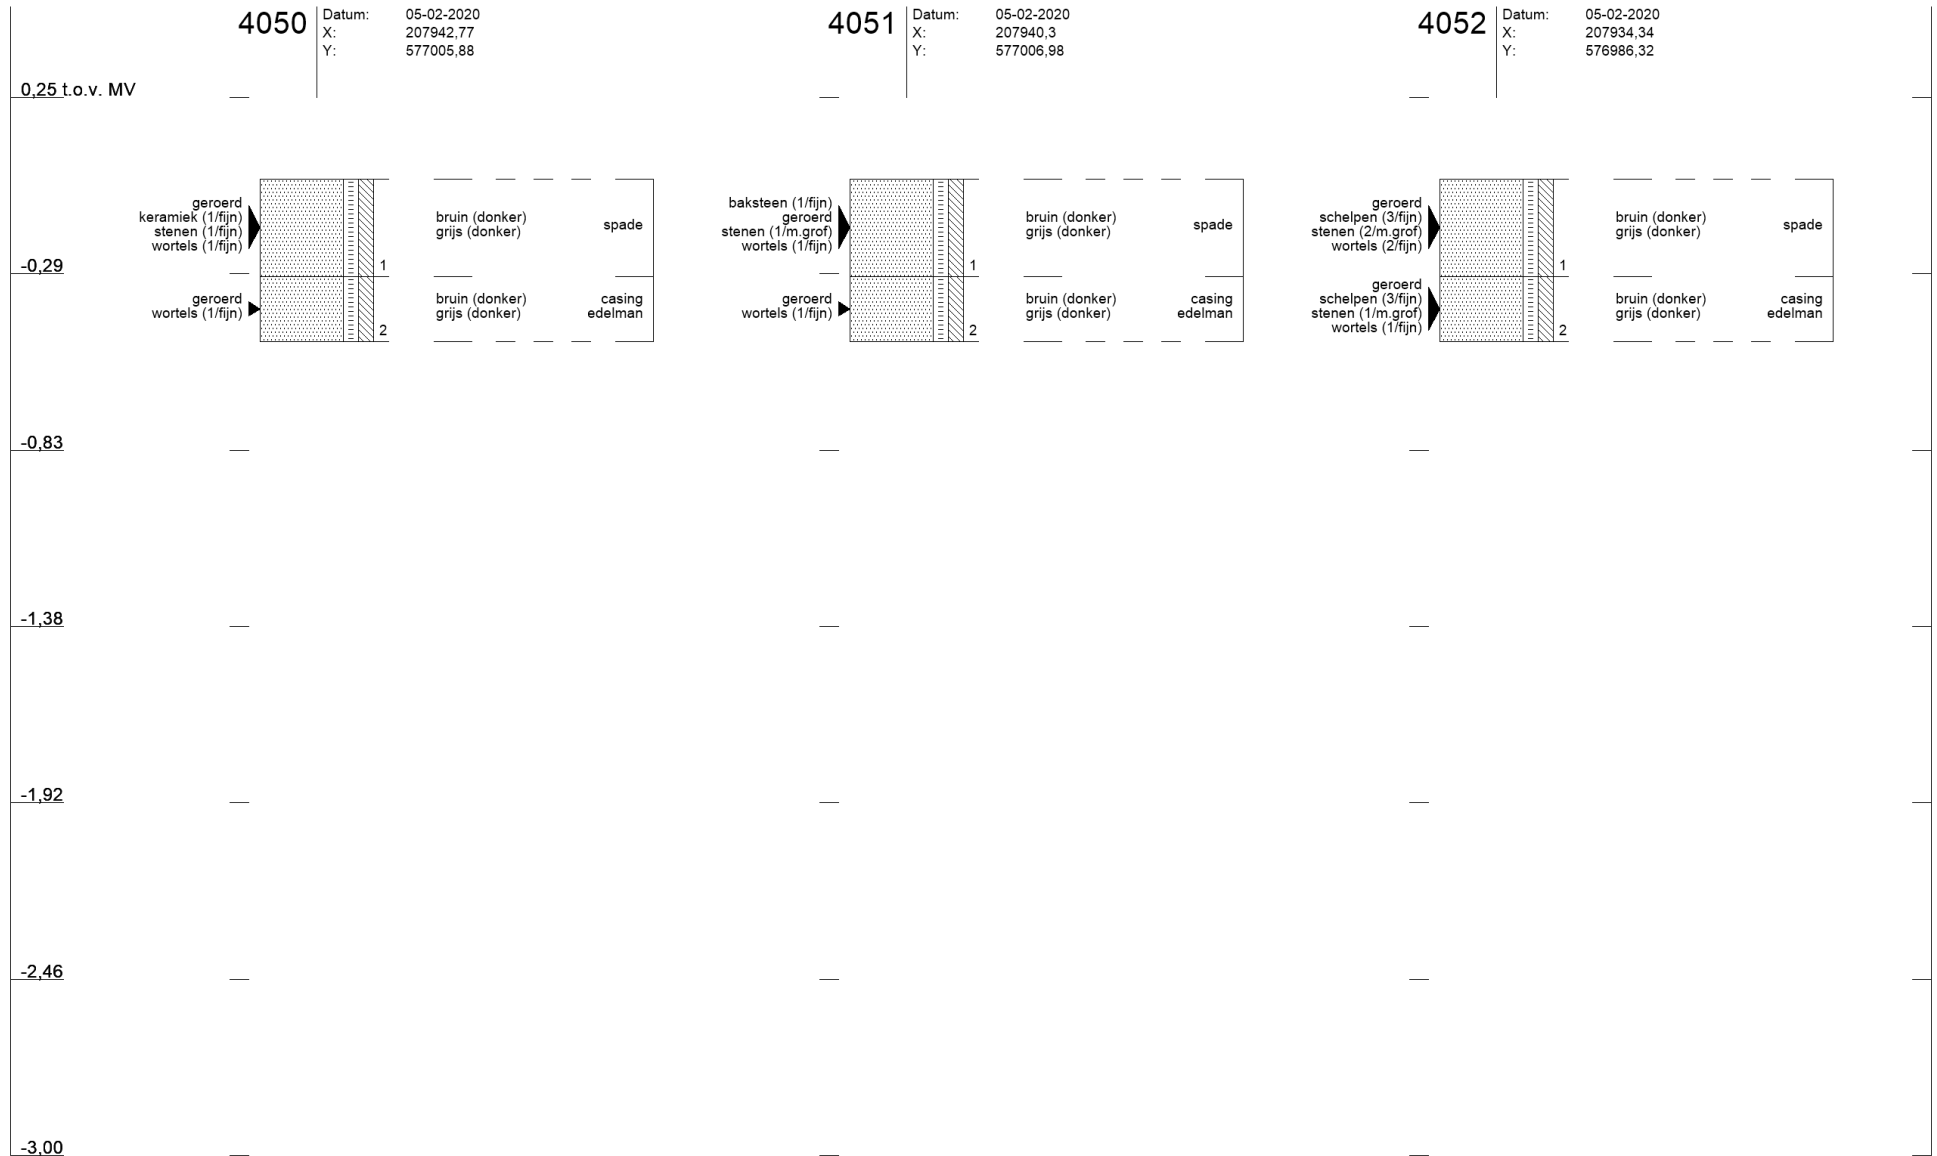 4050
Datum: 05-02-2020
X: 207942,77
Y: 577005,88
4051
Datum: 05-02-2020
X: 207940,3
Y: 577006,98
4052
Datum: 05-02-2020
X: 207934,34
Y: 576986,32
0,25 t.o.v. MV
-0,29
-0,83
-1,38
-1,92
-2,46
-3,00
geroerd
keramiek (1/fijn)
stenen (1/fijn)
wortels (1/fijn)
1
bruin (donker)
grijs (donker)
spade
geroerd
wortels (1/fijn)
2
bruin (donker)
grijs (donker)
casing
edelman
baksteen (1/fijn)
geroerd
stenen (1/m.grof)
wortels (1/fijn)
1
bruin (donker)
grijs (donker)
spade
geroerd
wortels (1/fijn)
2
bruin (donker)
grijs (donker)
casing
edelman
geroerd
schelpen (3/fijn)
stenen (2/m.grof)
wortels (2/fijn)
1
bruin (donker)
grijs (donker)
spade
geroerd
schelpen (3/fijn)
stenen (1/m.grof)
wortels (1/fijn)
2
bruin (donker)
grijs (donker)
casing
edelman